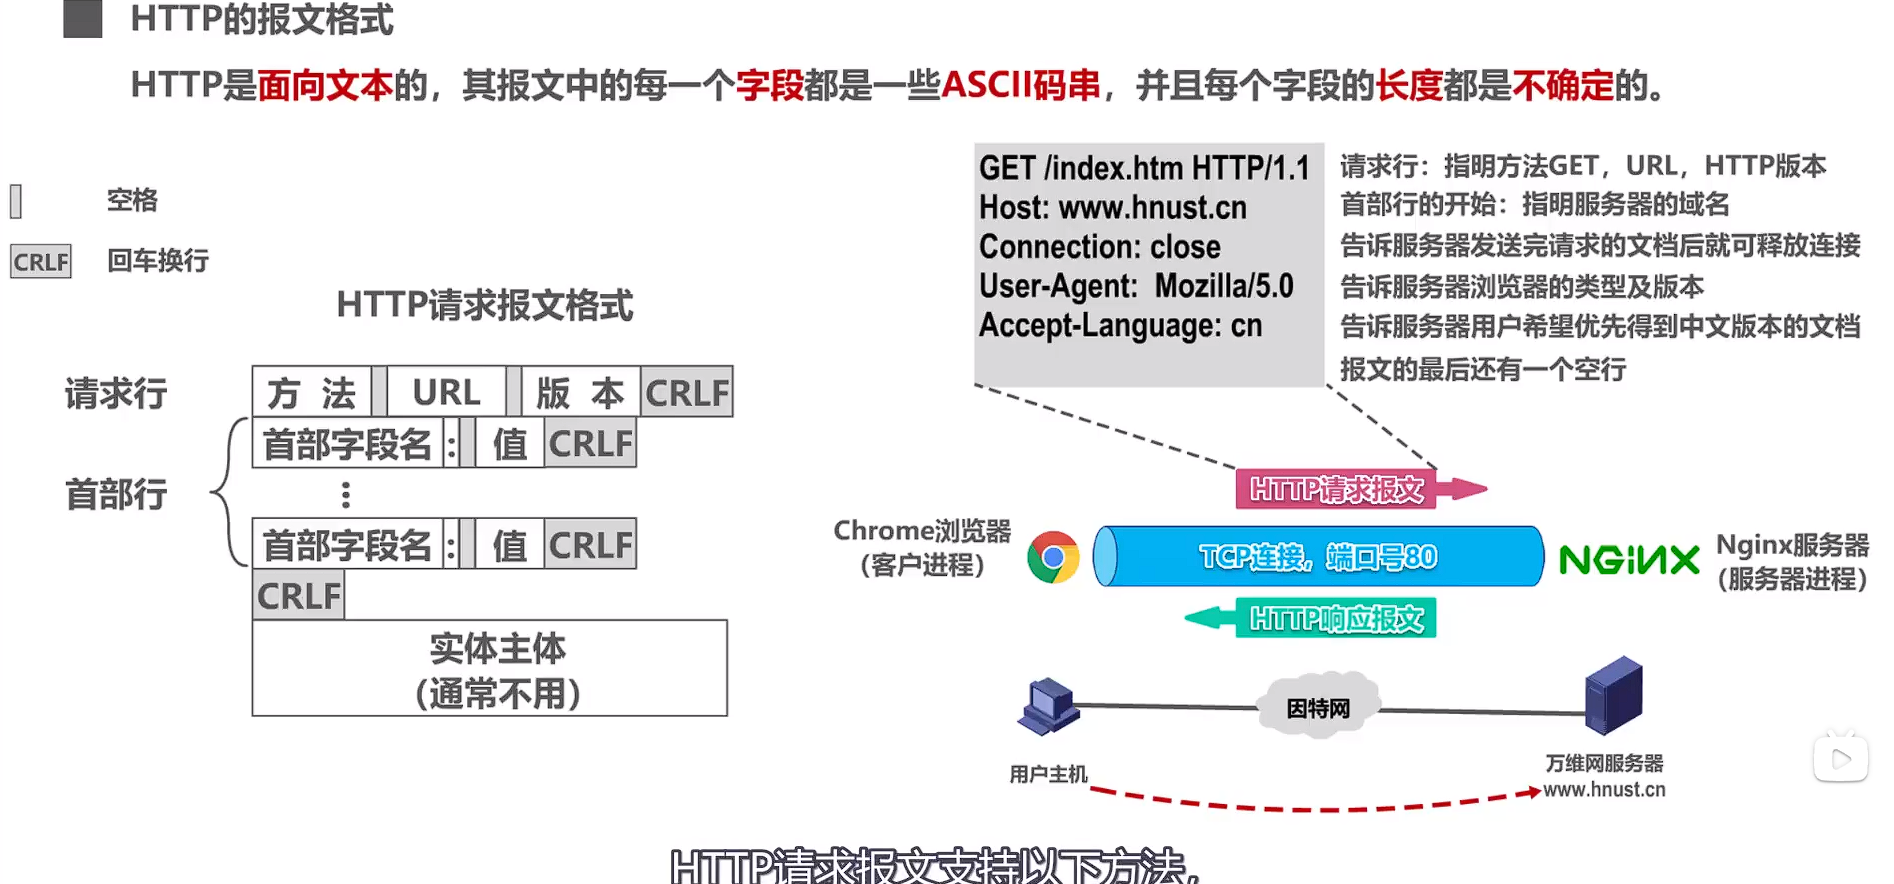 HTTP的报文格式
HTTP是面向文本的，其报文中的每一个字段都是一些ASCII码串，并且每个字段的长度都是不确定的。
空格
CRLF 回车换行
HTTP请求报文格式
请求行 方 法 URL 版 本 CRLF
首部行
首部字段名 : 值 CRLF
⋮
首部字段名 : 值 CRLF
CRLF
实体主体
（通常不用）
GET /index.htm HTTP/1.1
Host: www.hnust.cn
Connection: close
User-Agent: Mozilla/5.0
Accept-Language: cn
请求行：指明方法GET，URL，HTTP版本
首部行的开始：指明服务器的域名
告诉服务器发送完请求的文档后就可释放连接
告诉服务器浏览器的类型及版本
告诉服务器用户希望优先得到中文版本的文档
报文的最后还有一个空行
HTTP请求报文
Chrome浏览器
（客户进程）
TCP连接，端口号80
NGINX
Nginx服务器
（服务器进程）
HTTP响应报文
因特网
用户主机
万维网服务器
www.hnust.cn
HTTP请求报文支持以下方法，